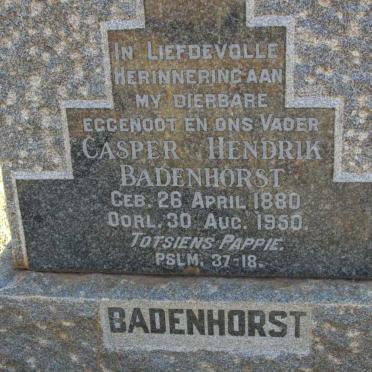 IN LIEFDEVOLLE
HERINNERING AAN
MY DIERBARE
EGGENOOT EN ONS VADER
CASPER HENDRIK
BADENHORST
GEB. 26 APRIL 1880
OORL. 30 AUG. 1950.
TOTSIENS PAPPIE.
PSLM. 37-18.
BADENHORST